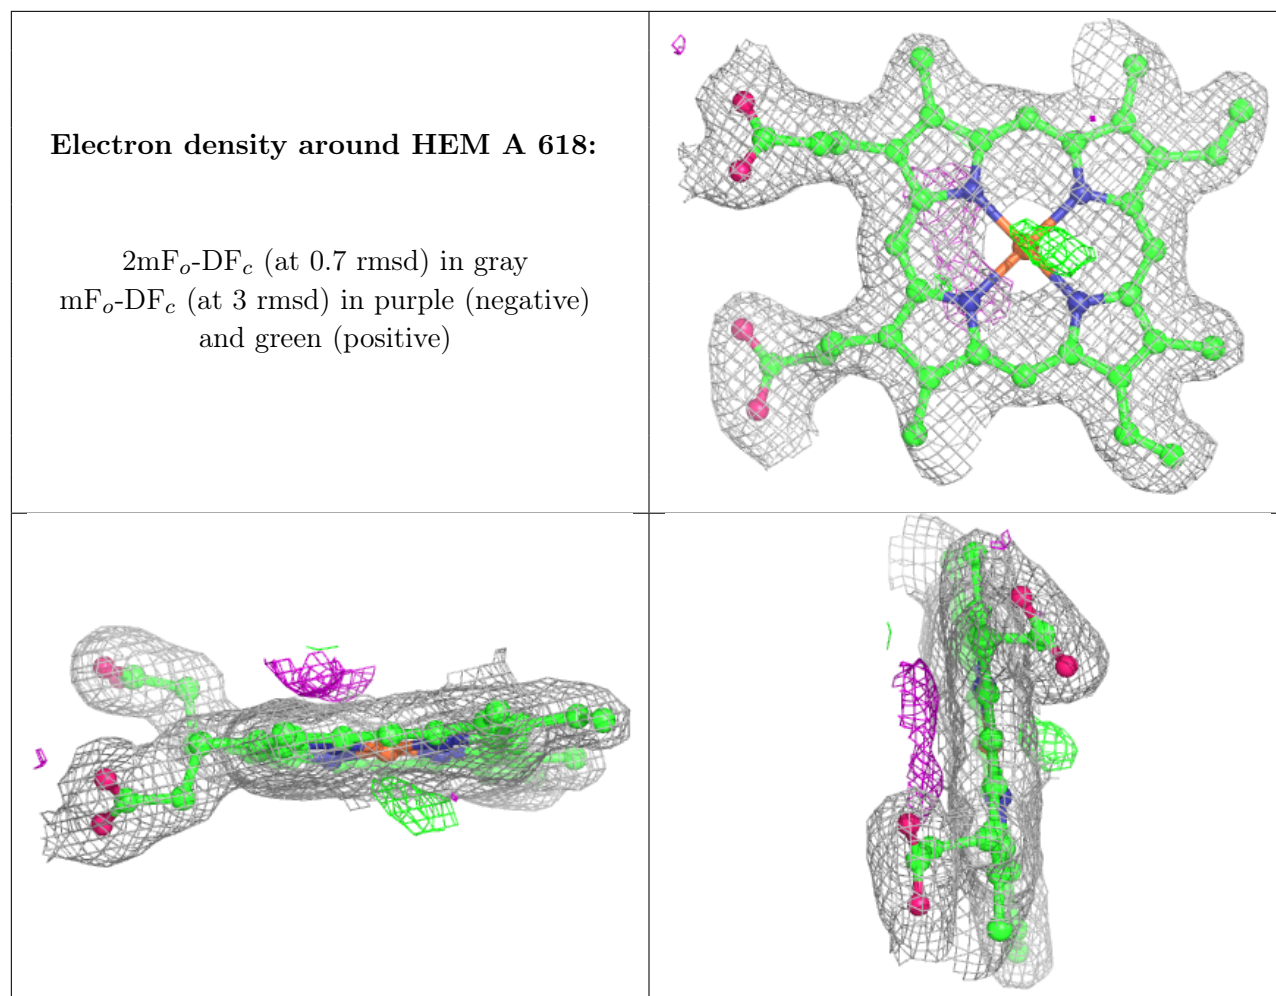 Electron density around HEM A 618:
2mFo-DFc (at 0.7 rmsd) in gray
mFo-DFc (at 3 rmsd) in purple (negative)
and green (positive)